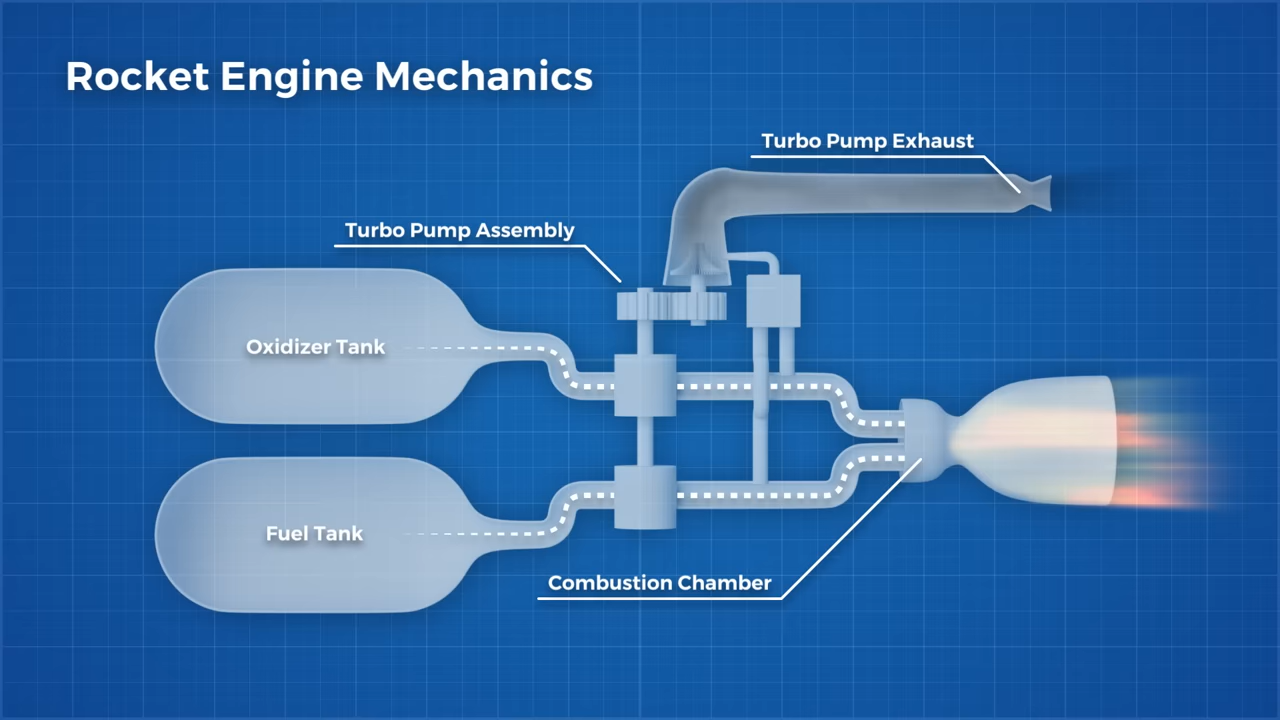 Rocket Engine Mechanics
Turbo Pump Exhaust
Turbo Pump Assembly
Oxidizer Tank
Fuel Tank
Combustion Chamber